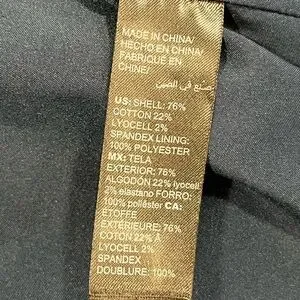 MADE IN CHINA/
HECHO EN CHINA/
FABRIQUÉ EN
CHINE/
صنع في الصين
US: SHELL: 76%
COTTON 22%
LYOCELL 2%
SPANDEX LINING:
100% POLYESTER
MX: TELA
EXTERIOR: 76%
ALGODÓN 22% lyocell
2% elastano FORRO:
100% poliéster CA:
ÉTOFFE
EXTÉRIEURE: 76%
COTON 22% Â
LYOCELL 2%
SPANDEX
DOUBLURE: 100%